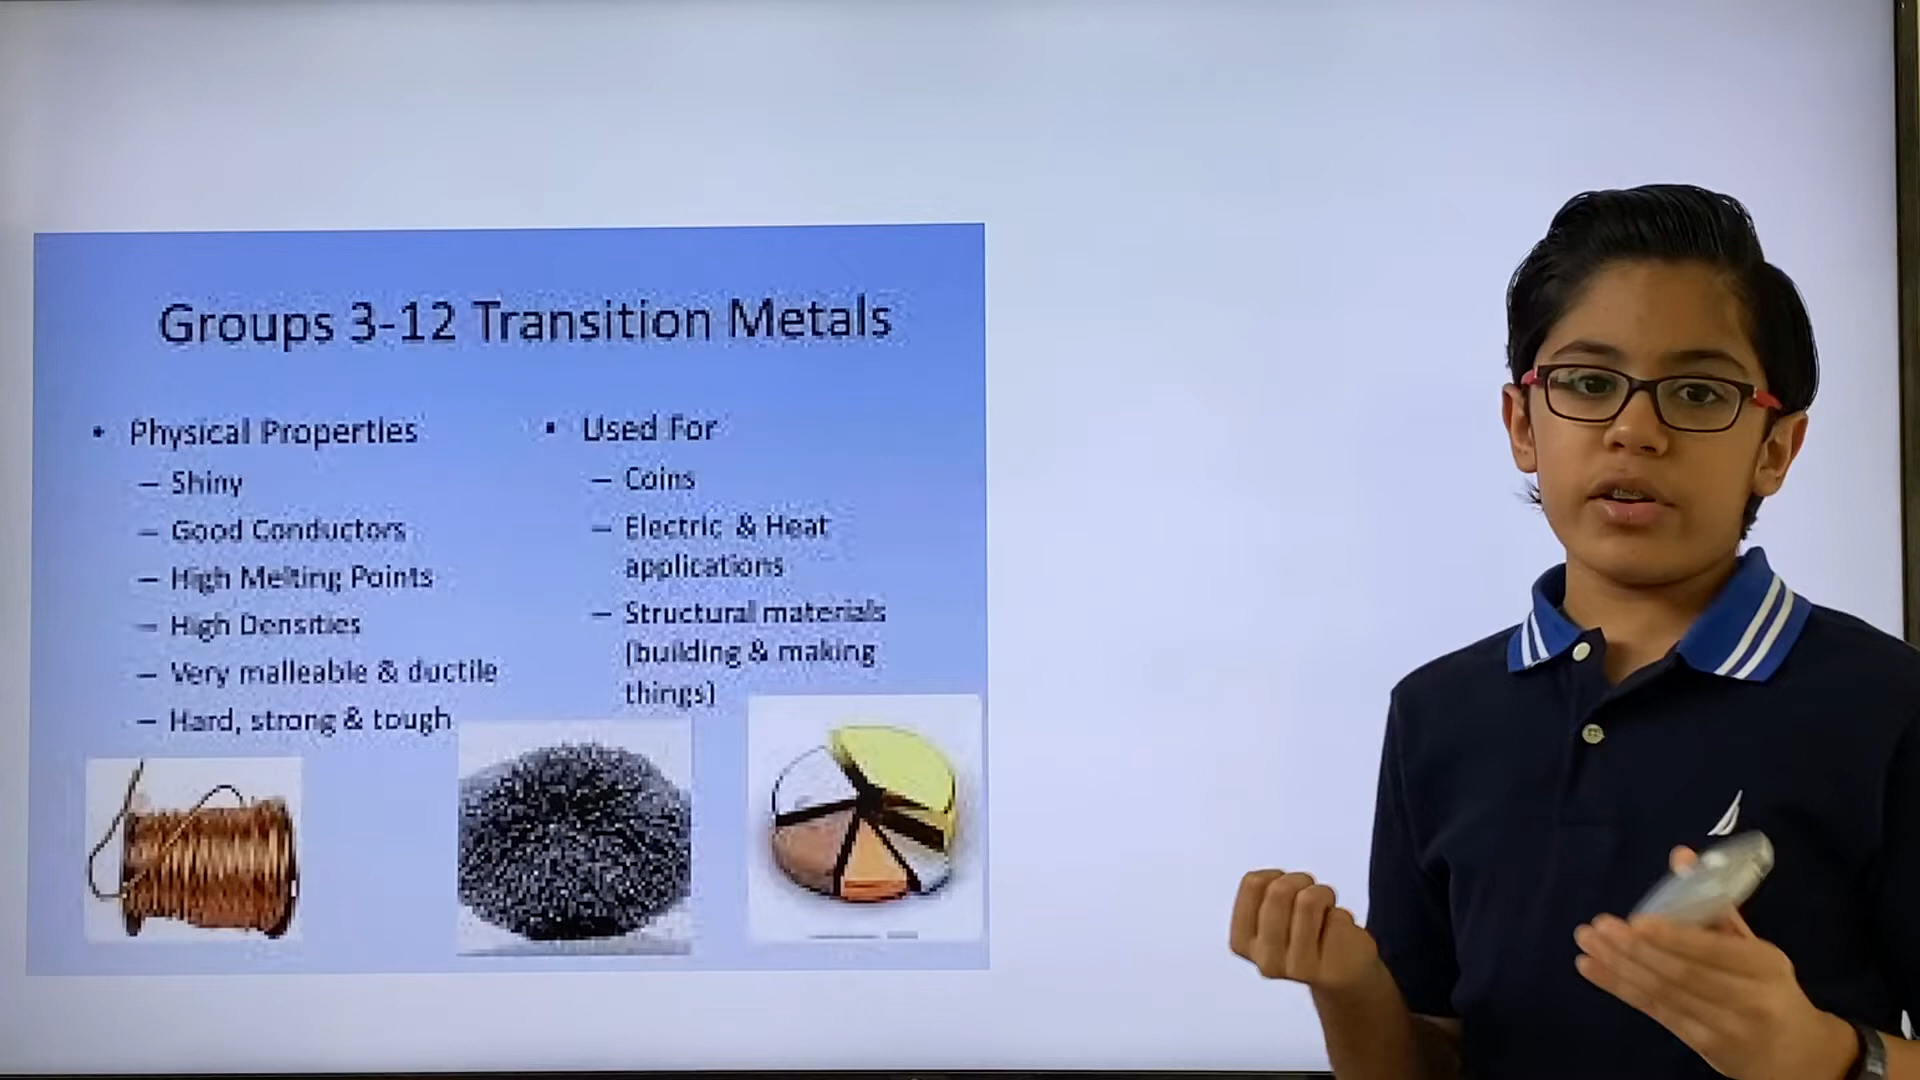 Groups 3-12 Transition Metals
• Physical Properties
– Shiny
– Good Conductors
– High Melting Points
– High Densities
– Very malleable & ductile
– Hard, strong & tough
• Used For
– Coins
– Electric & Heat
applications
– Structural materials
(building & making
things)